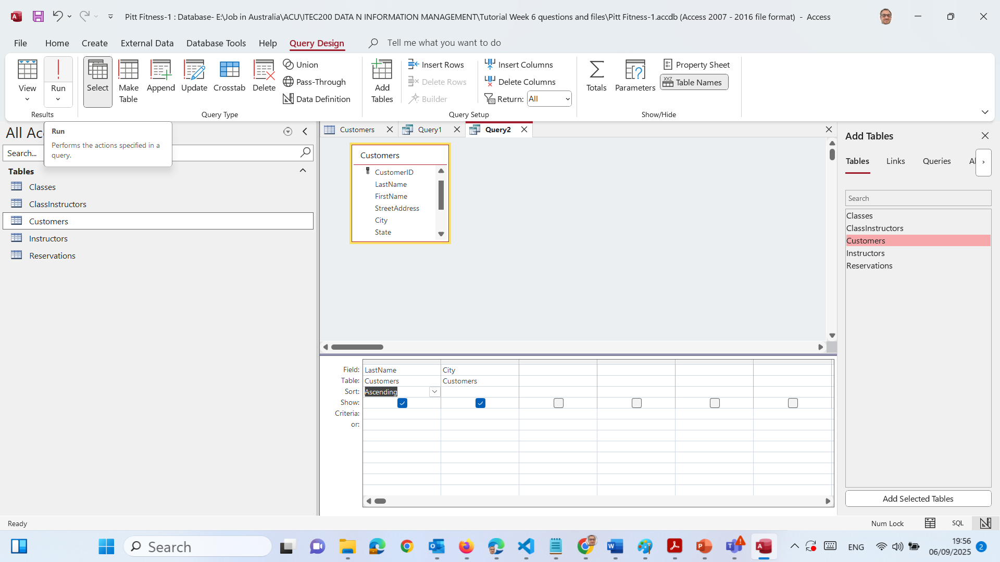 Pitt Fitness-1 : Database- E:\Job in Australia\ACU\ITEC200 DATA N INFORMATION MANAGEMENT\Tutorial Week 6 questions and files\Pitt Fitness-1.accdb (Access 2007 - 2016 file format) - Access
File Home Create External Data Database Tools Help Query Design Tell me what you want to do
View
Run
Select
Make Table
Append
Update
Crosstab
Delete
Union
Pass-Through
Data Definition
Add Tables
Insert Rows
Delete Rows
Builder
Insert Columns
Delete Columns
Return: All
Totals
Parameters
Property Sheet
XYZ Table Names
Results
Query Type
Query Setup
Show/Hide
All Ac
Run
Performs the actions specified in a
query.
Search...
Tables
Classes
ClassInstructors
Customers
Instructors
Reservations
Customers
Query1
Query2
Customers
CustomerID
LastName
FirstName
StreetAddress
City
State
Field: LastName City
Table: Customers Customers
Sort: Ascending
Show:
Criteria:
or:
Add Tables
Tables Links Queries Al
Search
Classes
ClassInstructors
Customers
Instructors
Reservations
Add Selected Tables
Ready
Num Lock
SQL
Search
ENG
19:56
06/09/2025
2